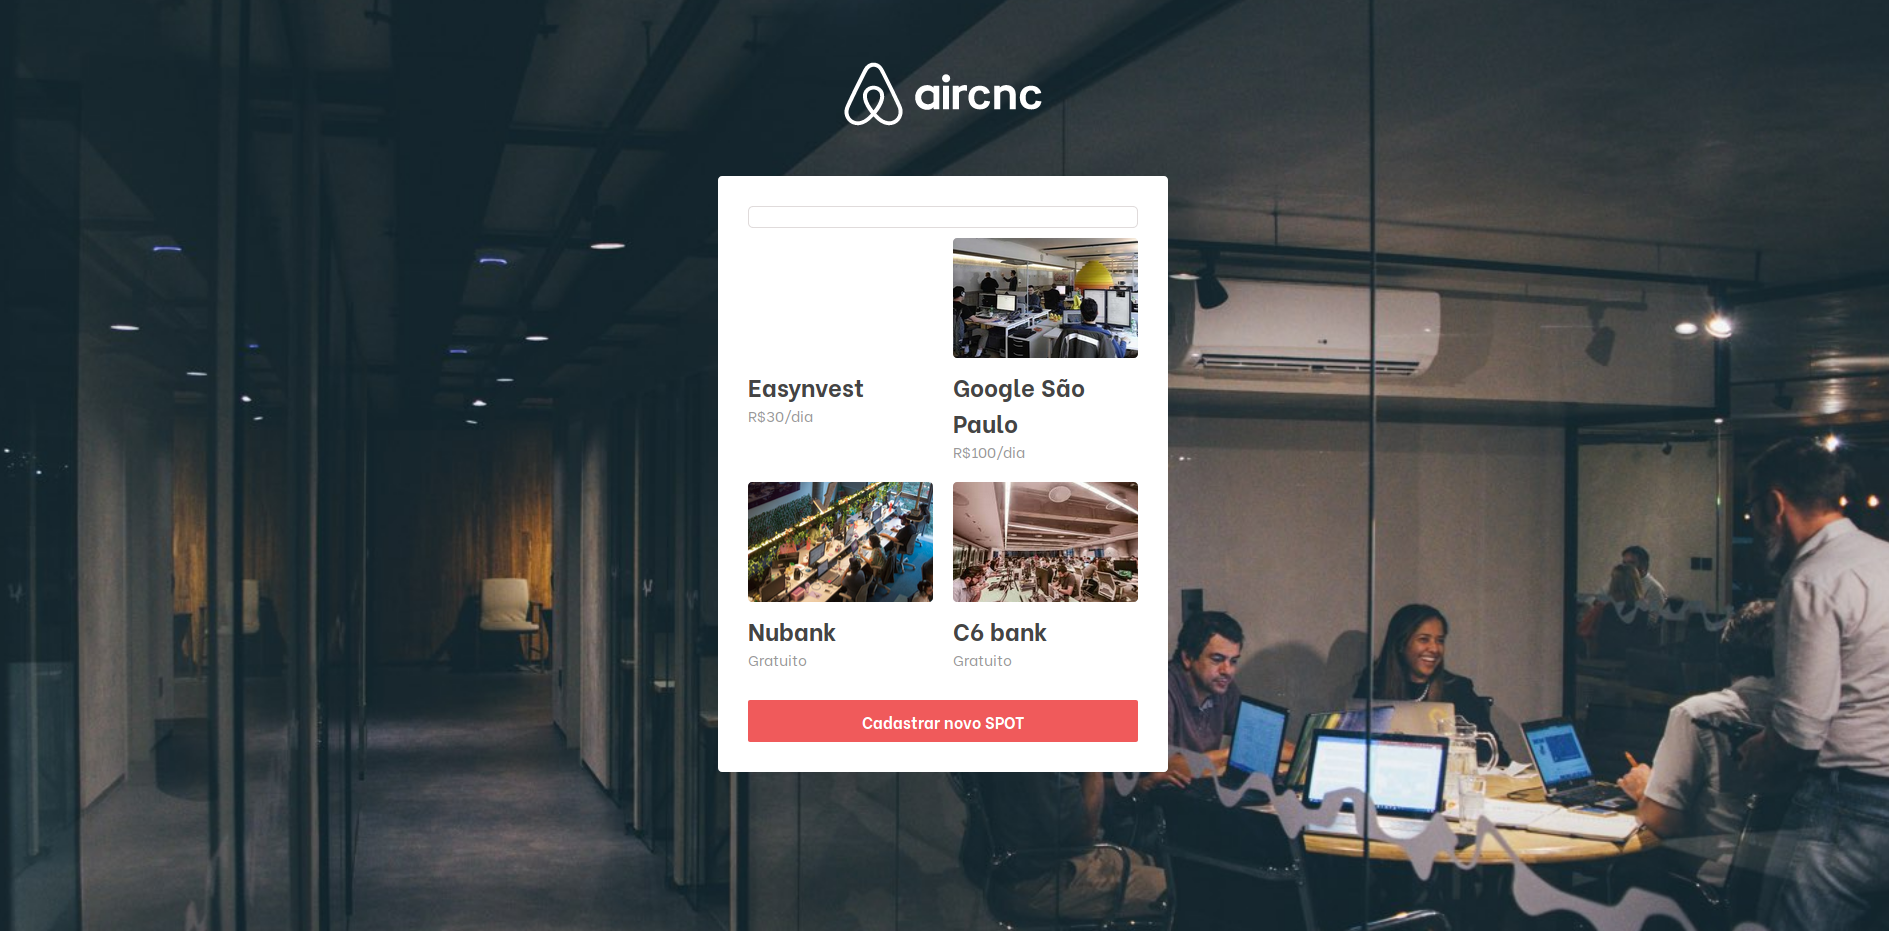 aircnc
Easynvest
R$30/dia
Google São
Paulo
R$100/dia
Nubank
Gratuito
C6 bank
Gratuito
Cadastrar novo SPOT